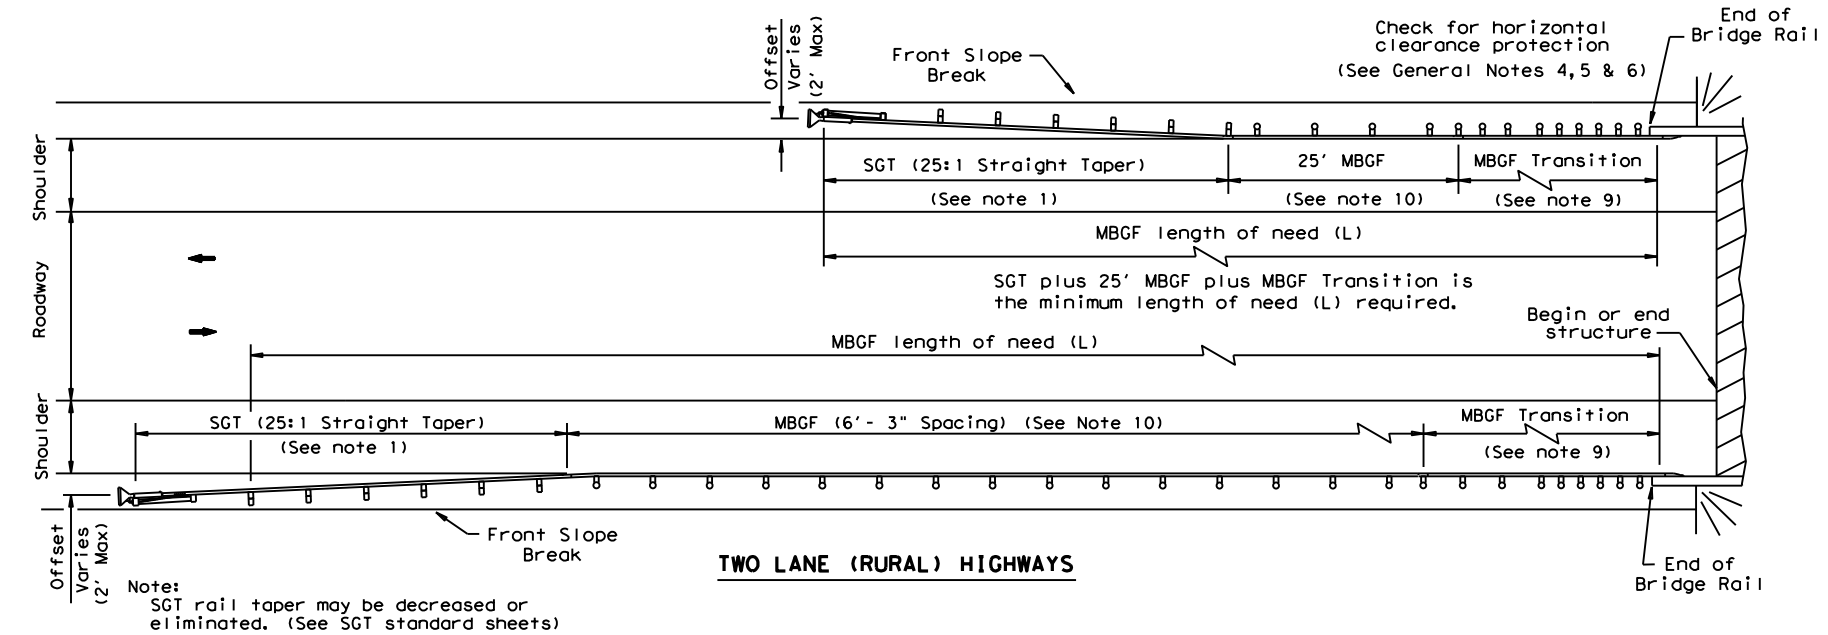 Offset
Varies
(2' Max)
Front Slope
Break
Check for horizontal
clearance protection
(See General Notes 4,5 & 6)
End of
Bridge Rail
Shoulder
SGT (25:1 Straight Taper)
(See note 1)
25' MBGF
(See note 10)
MBGF Transition
(See note 9)
MBGF length of need (L)
SGT plus 25' MBGF plus MBGF Transition is
the minimum length of need (L) required.
Roadway
Begin or end
structure
MBGF length of need (L)
Shoulder
SGT (25:1 Straight Taper)
(See note 1)
MBGF (6'- 3" Spacing) (See Note 10)
MBGF Transition
(See note 9)
Offset
Varies
(2' Max)
Front Slope
Break
TWO LANE (RURAL) HIGHWAYS
End of
Bridge Rail
Note:
SGT rail taper may be decreased or
eliminated. (See SGT standard sheets)